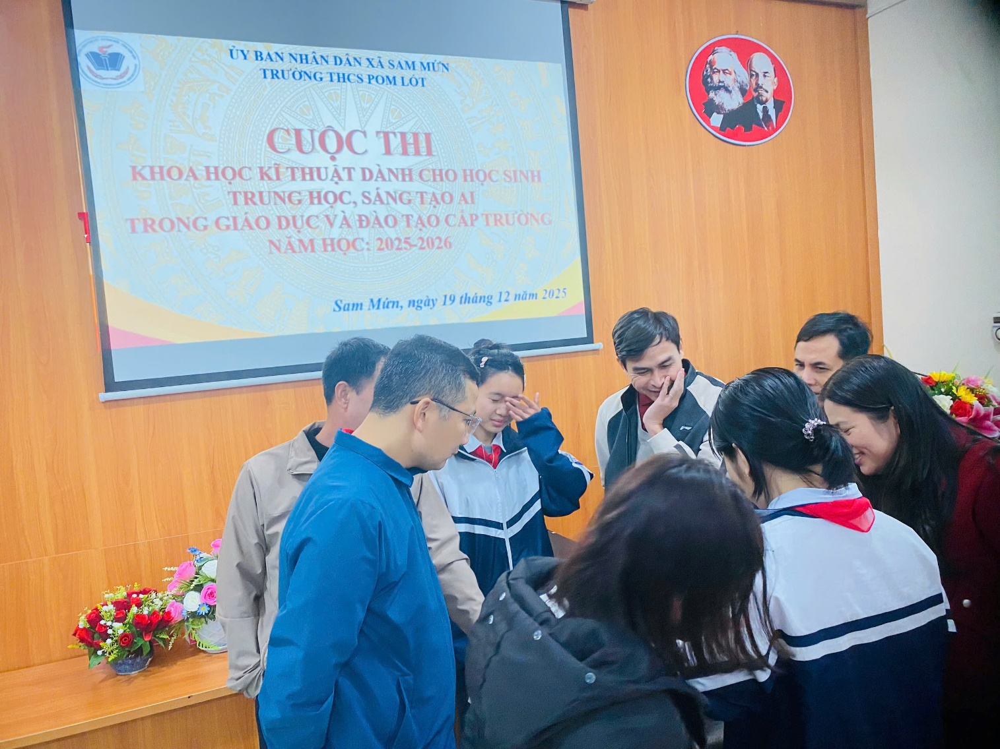 ỦY BAN NHÂN DÂN XÃ SAM MỨN
TRƯỜNG THCS POM LÓT
CUỘC THI
KHOA HỌC KĨ THUẬT DÀNH CHO HỌC SINH
TRUNG HỌC, SÁNG TẠO AI
TRONG GIÁO DỤC VÀ ĐÀO TẠO CẤP TRƯỜNG
NĂM HỌC: 2025-2026
Sam Mứn, ngày 19 tháng 12 năm 2025